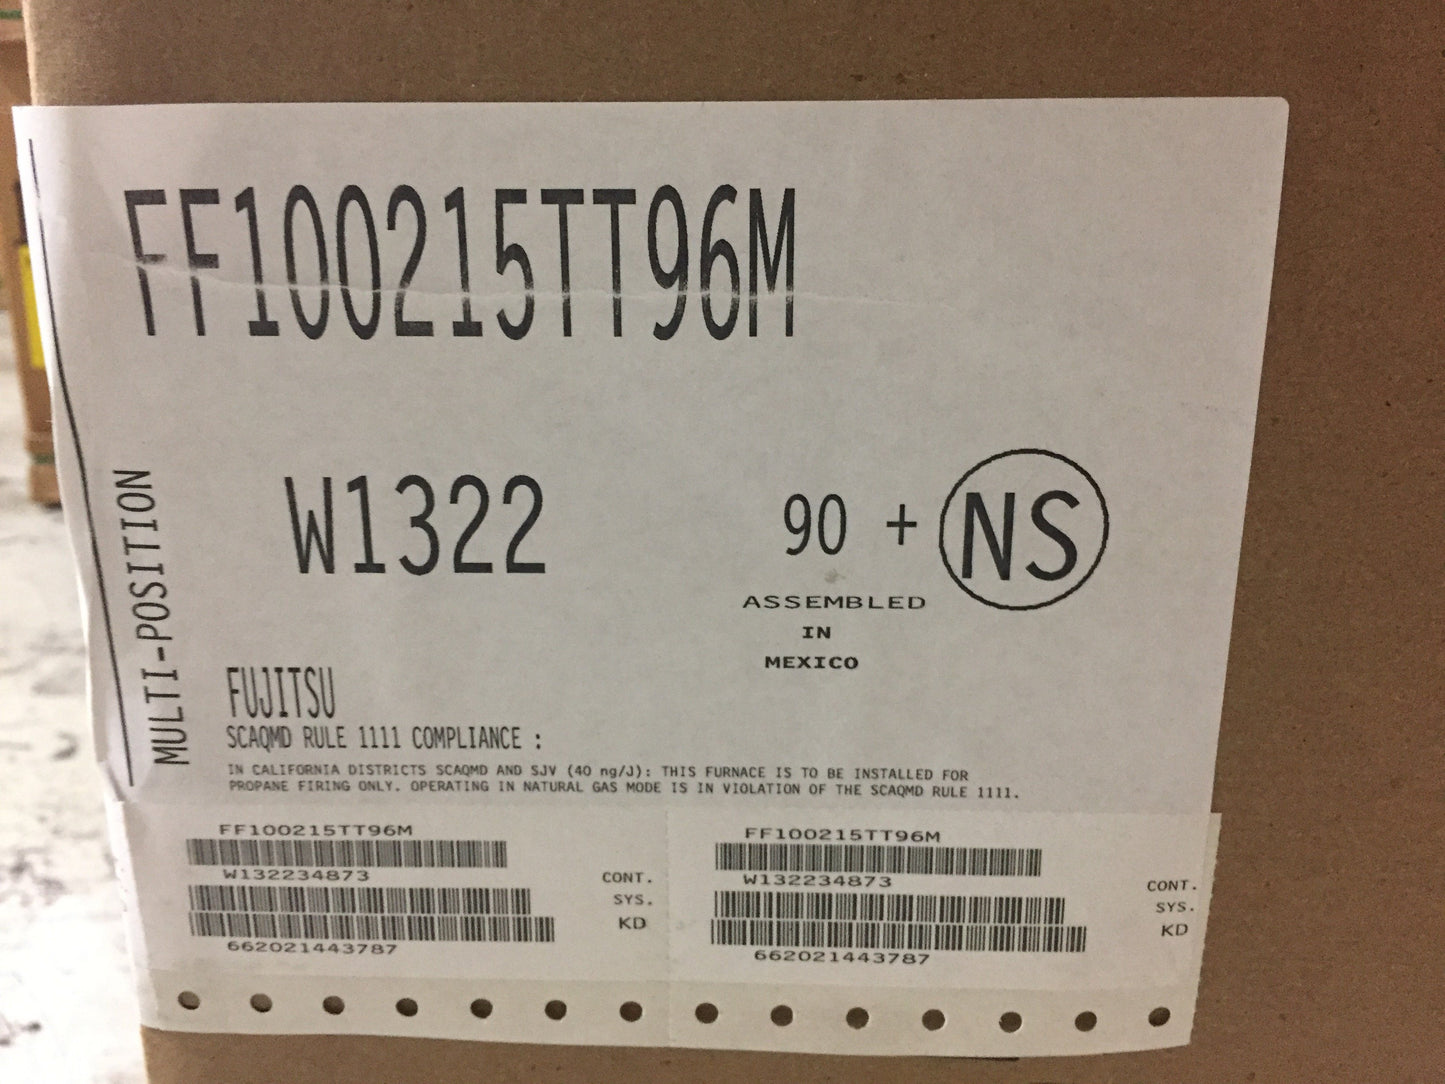 FF100215TT96M
MULTI-POSITION
W1322
90 + NS
ASSEMBLED
IN
MEXICO
FUJITSU
SCAQMD RULE 1111 COMPLIANCE :
IN CALIFORNIA DISTRICTS SCAQMD AND SJV (40 ng/J): THIS FURNACE IS TO BE INSTALLED FOR
PROPANE FIRING ONLY. OPERATING IN NATURAL GAS MODE IS IN VIOLATION OF THE SCAQMD RULE 1111.
FF100215TT96M
W132234873
CONT.
SYS.
KD
662021443787
FF100215TT96M
W132234873
CONT.
SYS.
KD
662021443787